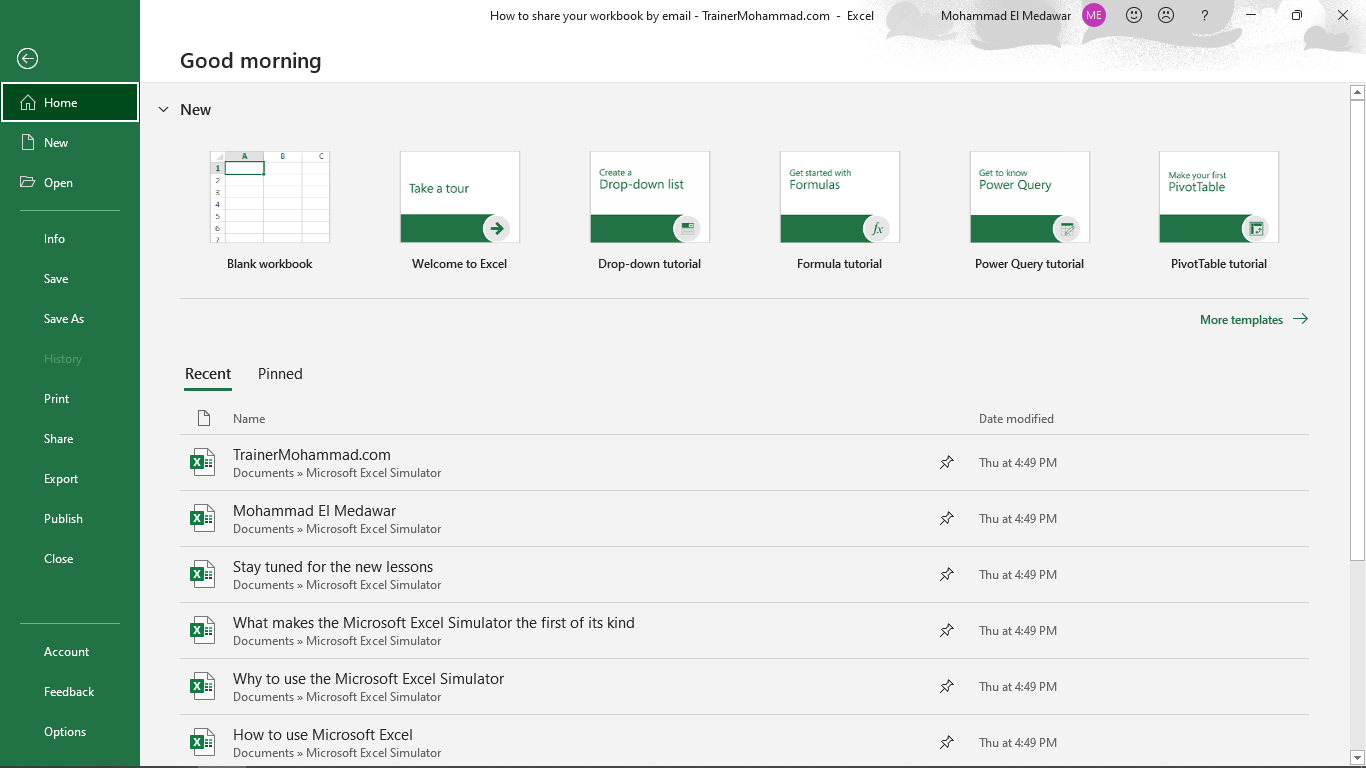 How to share your workbook by email - TrainerMohammad.com - Excel
Mohammad El Medawar ME ?
Good morning
Home
New
Open
Info
Save
Save As
History
Print
Share
Export
Publish
Close
Account
Feedback
Options
New
A B C
1
2
3
4
5
6
7
Blank workbook
Take a tour
Welcome to Excel
Create a
Drop-down list
Drop-down tutorial
Get started with
Formulas
fx
Formula tutorial
Get to know
Power Query
Power Query tutorial
Make your first
PivotTable
PivotTable tutorial
More templates
Recent Pinned
Name Date modified
TrainerMohammad.com
Documents » Microsoft Excel Simulator
Thu at 4:49 PM
Mohammad El Medawar
Documents » Microsoft Excel Simulator
Thu at 4:49 PM
Stay tuned for the new lessons
Documents » Microsoft Excel Simulator
Thu at 4:49 PM
What makes the Microsoft Excel Simulator the first of its kind
Documents » Microsoft Excel Simulator
Thu at 4:49 PM
Why to use the Microsoft Excel Simulator
Documents » Microsoft Excel Simulator
Thu at 4:49 PM
How to use Microsoft Excel
Documents » Microsoft Excel Simulator
Thu at 4:49 PM